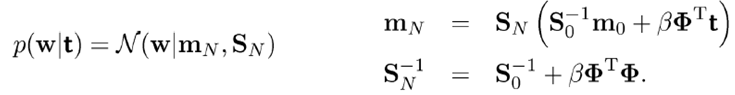 p(w|t) = 𝒩(w|m_N, S_N)
m_N = S_N (S_0^{-1} m_0 + βΦ^T t)
S_N^{-1} = S_0^{-1} + βΦ^T Φ.